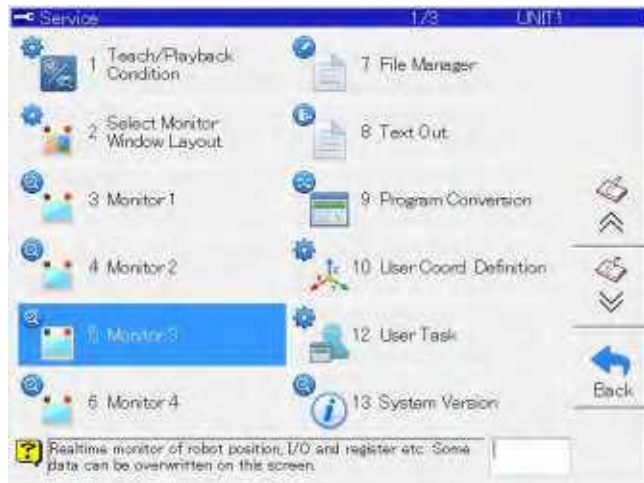 Service 1/3 UNIT1
1 Teach/Playback
Condition
2 Select Monitor
Window Layout
3 Monitor 1
4 Monitor 2
5 Monitor 3
6 Monitor 4
7 File Manager
8 Text Out
9 Program Conversion
10 User Coord Definition
12 User Task
13 System Version
Back
Realtime monitor of robot position, I/O and register etc. Some
data can be overwritten on this screen.